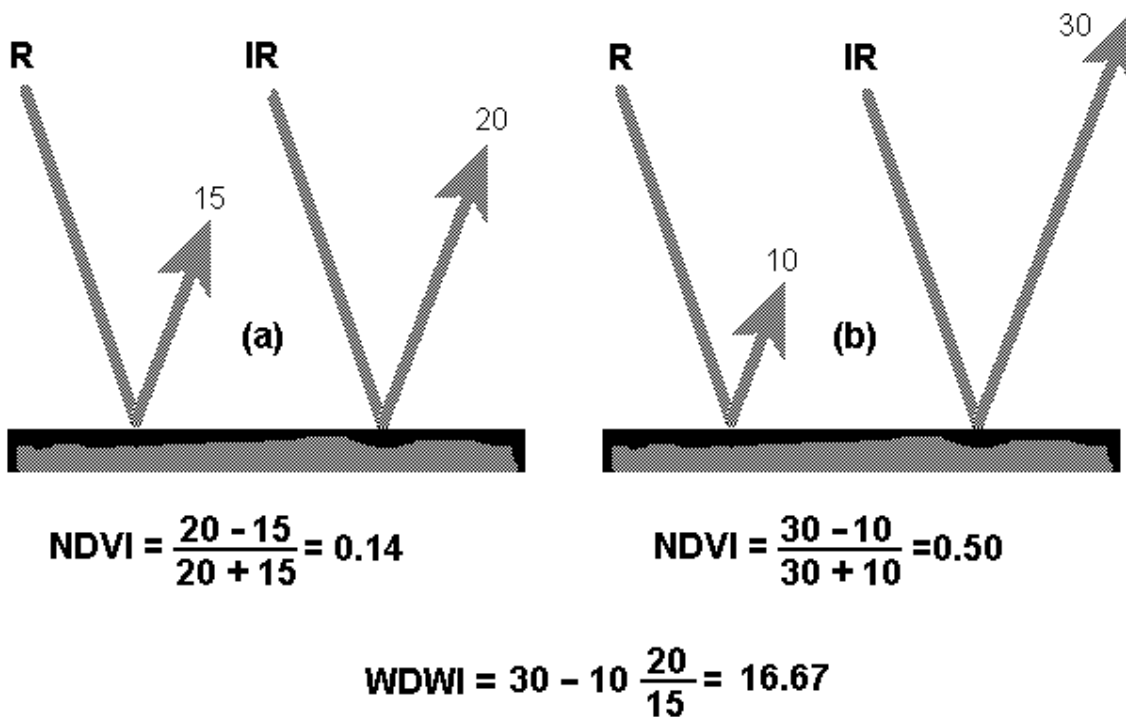 R IR R IR 30
20
15
10
(a) (b)
NDVI = 20 – 15 / 20 + 15 = 0.14
NDVI = 30 – 10 / 30 + 10 =0.50
WDWI = 30 – 10 20 / 15 = 16.67